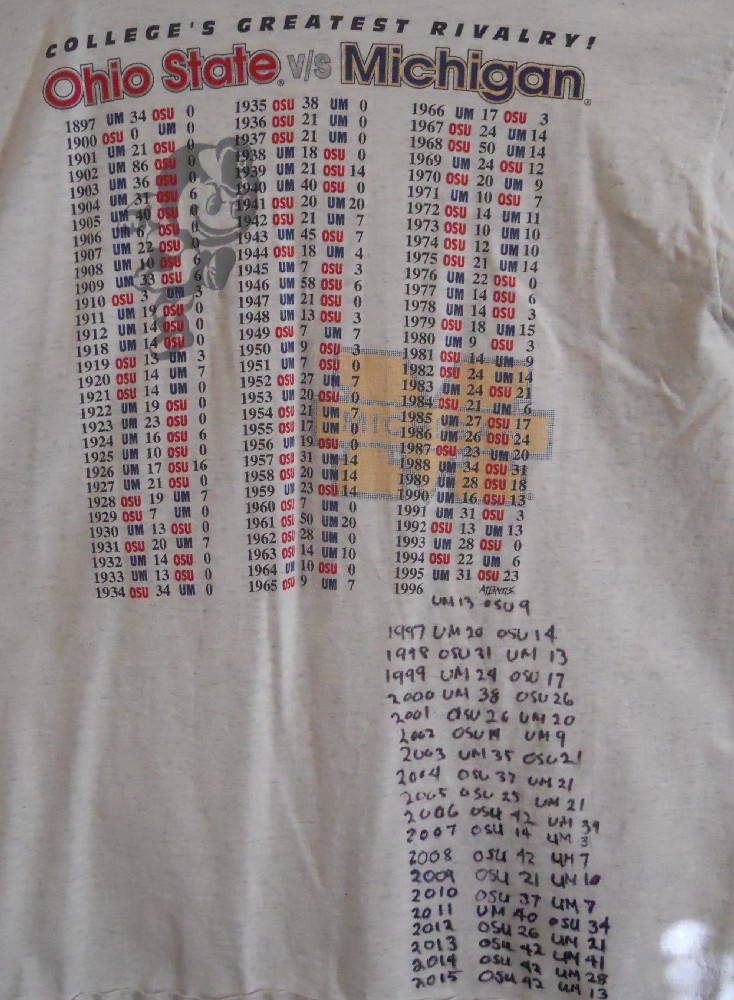 COLLEGE'S GREATEST RIVALRY!
Ohio State v/s Michigan
1897 UM 34 OSU 0
1900 OSU 0 UM 0
1901 UM 21 OSU 0
1902 UM 86 OSU 0
1903 UM 36 OSU 0
1904 UM 31 OSU 6
1905 UM 40 OSU 0
1906 UM 6 OSU 0
1907 UM 22 OSU 0
1908 UM 10 OSU 6
1909 UM 33 OSU 6
1910 OSU 3 UM 3
1911 UM 19 OSU 0
1912 UM 14 OSU 0
1918 UM 14 OSU 0
1919 OSU 13 UM 3
1920 OSU 14 UM 7
1921 OSU 14 UM 0
1922 UM 19 OSU 0
1923 UM 23 OSU 0
1924 UM 16 OSU 6
1925 UM 10 OSU 0
1926 UM 17 OSU 16
1927 UM 21 OSU 0
1928 OSU 19 UM 7
1929 OSU 7 UM 0
1930 UM 13 OSU 0
1931 OSU 20 UM 7
1932 UM 14 OSU 0
1933 UM 13 OSU 0
1934 OSU 34 UM 0
1935 OSU 38 UM 0
1936 OSU 21 UM 0
1937 OSU 21 UM 0
1938 UM 18 OSU 0
1939 UM 21 OSU 14
1940 UM 40 OSU 0
1941 OSU 20 UM 20
1942 OSU 21 UM 7
1943 UM 45 OSU 7
1944 OSU 18 UM 4
1945 UM 7 OSU 3
1946 UM 58 OSU 6
1947 UM 21 OSU 0
1948 UM 13 OSU 3
1949 OSU 7 UM 7
1950 UM 9 OSU 3
1951 UM 7 OSU 0
1952 OSU 27 UM 7
1953 UM 20 OSU 0
1954 OSU 21 UM 7
1955 OSU 17 UM 0
1956 UM 19 OSU 0
1957 OSU 31 UM 14
1958 OSU 20 UM 14
1959 UM 23 OSU 14
1960 OSU 7 UM 0
1961 OSU 50 UM 20
1962 OSU 28 UM 0
1963 OSU 14 UM 10
1964 UM 10 OSU 0
1965 OSU 9 UM 7
1966 UM 17 OSU 3
1967 OSU 24 UM 14
1968 OSU 50 UM 14
1969 UM 24 OSU 12
1970 OSU 20 UM 9
1971 UM 10 OSU 7
1972 OSU 14 UM 11
1973 OSU 10 UM 10
1974 OSU 12 UM 10
1975 OSU 21 UM 14
1976 UM 22 OSU 0
1977 UM 14 OSU 6
1978 UM 14 OSU 3
1979 OSU 18 UM 15
1980 UM 9 OSU 3
1981 OSU 14 UM 9
1982 OSU 24 UM 14
1983 UM 24 OSU 21
1984 OSU 21 UM 6
1985 UM 27 OSU 17
1986 UM 26 OSU 24
1987 OSU 23 UM 20
1988 UM 34 OSU 31
1989 UM 28 OSU 18
1990 UM 16 OSU 13
1991 UM 31 OSU 3
1992 OSU 13 UM 13
1993 UM 28 OSU 0
1994 OSU 22 UM 6
1995 UM 31 OSU 23
1996 ATLANTIS
UM 13 OSU 9
1997 UM 20 OSU 14
1998 OSU 31 UM 13
1999 UM 24 OSU 17
2000 UM 38 OSU 26
2001 OSU 26 UM 20
2002 OSU 14 UM 9
2003 UM 35 OSU 21
2004 OSU 37 UM 21
2005 OSU 25 UM 21
2006 OSU 42 UM 39
2007 OSU 14 UM 3
2008 OSU 42 UM 7
2009 OSU 21 UM 10
2010 OSU 37 UM 7
2011 UM 40 OSU 34
2012 OSU 26 UM 21
2013 OSU 42 UM 41
2014 OSU 42 UM 28
2015 OSU 42 UM 13